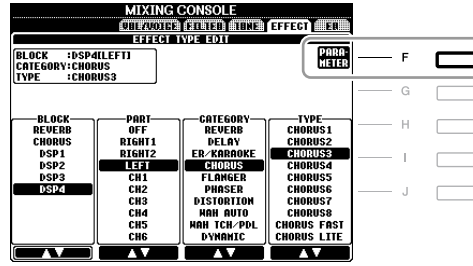 MIXING CONSOLE
VOL/VOICE FILTER TUNE EFFECT EQ
EFFECT TYPE EDIT
BLOCK :DSP4[LEFT]
CATEGORY:CHORUS
TYPE :CHORUS3
PARA-
METER
F
G
H
I
J
BLOCK
REVERB
CHORUS
DSP1
DSP2
DSP3
DSP4
PART
OFF
RIGHT1
RIGHT2
LEFT
CH1
CH2
CH3
CH4
CH5
CH6
CATEGORY
REVERB
DELAY
ER/KARAOKE
CHORUS
FLANGER
PHASER
DISTORTION
WAH AUTO
WAH TCH/PDL
DYNAMIC
TYPE
CHORUS1
CHORUS2
CHORUS3
CHORUS4
CHORUS5
CHORUS6
CHORUS7
CHORUS8
CHORUS FAST
CHORUS LITE